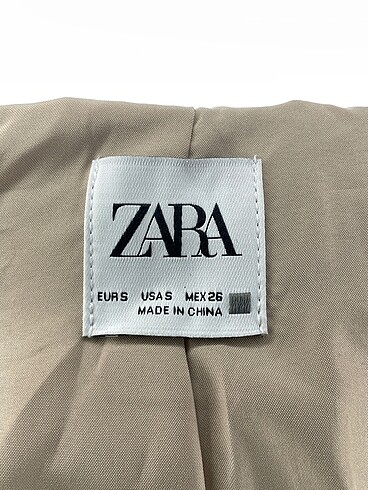 ZARA
EUR S USA S MEX 26
MADE IN CHINA